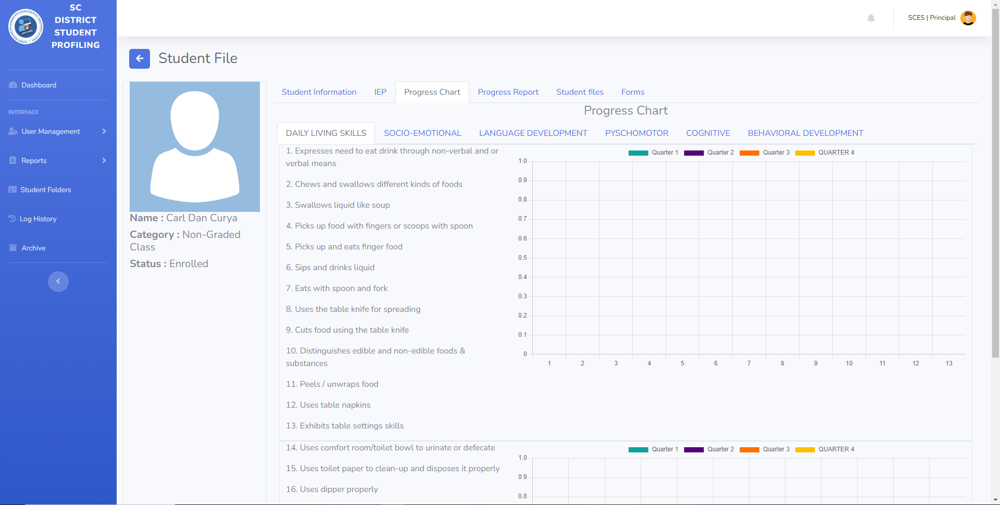 SC
DISTRICT
STUDENT
PROFILING
SCES | Principal
Student File
Dashboard
INTERFACE
User Management
Reports
Student Folders
Log History
Archive
Name : Carl Dan Curya
Category : Non-Graded
Class
Status : Enrolled
Student Information
IEP
Progress Chart
Progress Report
Student files
Forms
Progress Chart
DAILY LIVING SKILLS
SOCIO-EMOTIONAL
LANGUAGE DEVELOPMENT
PYSCHOMOTOR
COGNITIVE
BEHAVIORAL DEVELOPMENT
1. Expresses need to eat drink through non-verbal and or
verbal means
2. Chews and swallows different kinds of foods
3. Swallows liquid like soup
4. Picks up food with fingers or scoops with spoon
5. Picks up and eats finger food
6. Sips and drinks liquid
7. Eats with spoon and fork
8. Uses the table knife for spreading
9. Cuts food using the table knife
10. Distinguishes edible and non-edible foods &
substances
11. Peels / unwraps food
12. Uses table napkins
13. Exhibits table settings skills
Quarter 1 Quarter 2 Quarter 3 QUARTER 4
1.0
0.9
0.8
0.7
0.6
0.5
0.4
0.3
0.2
0.1
0
1 2 3 4 5 6 7 8 9 10 11 12 13
14. Uses comfort room/toilet bowl to urinate or defecate
15. Uses toilet paper to clean-up and disposes it properly
16. Uses dipper properly
Quarter 1 Quarter 2 Quarter 3 QUARTER 4
1.0
0.9
0.8